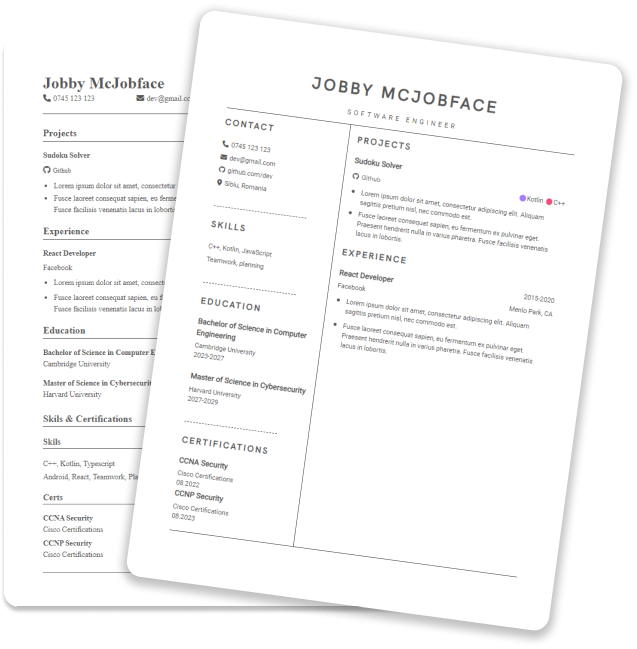 Jobby McJobface
0745 123 123
dev@gmail.co
Projects
Sudoku Solver
Github
Lorem ipsum dolor sit amet, consectetur
Fusce laoreet consequat sapien, eu ferme
Fusce facilisis venenatis lacus in lobortis
Experience
React Developer
Facebook
Lorem ipsum dolor sit amet, consect
Fusce laoreet consequat sapien, eu f
Fusce facilisis venenatis lacus in lob
Education
Bachelor of Science in Computer E
Cambridge University
Master of Science in Cybersecurit
Harvard University
Skils & Certifications
Skils
C++, Kotlin, Typescript
Android, React, Teamwork, Pla
Certs
CCNA Security
Cisco Certifications
CCNP Security
Cisco Certifications
JOBBY MCJOBFACE
SOFTWARE ENGINEER
CONTACT
0745 123 123
dev@gmail.com
github.com/dev
Sibiu, Romania
SKILLS
C++, Kotlin, JavaScript
Teamwork, planning
EDUCATION
Bachelor of Science in Computer
Engineering
Cambridge University
2023-2027
Master of Science in Cybersecurity
Harvard University
2027-2029
CERTIFICATIONS
CCNA Security
Cisco Certifications
08.2022
CCNP Security
Cisco Certifications
08.2023
PROJECTS
Sudoku Solver
Github
Kotlin C++
Lorem ipsum dolor sit amet, consectetur adipiscing elit. Aliquam
sagittis pretium nisl, nec commodo est.
Fusce laoreet consequat sapien, eu fermentum ex pulvinar eget.
Praesent hendrerit nulla in varius pharetra. Fusce facilisis venenatis
lacus in lobortis.
EXPERIENCE
React Developer
2015-2020
Facebook
Menlo Park, CA
Lorem ipsum dolor sit amet, consectetur adipiscing elit. Aliquam
sagittis pretium nisl, nec commodo est.
Fusce laoreet consequat sapien, eu fermentum ex pulvinar eget.
Praesent hendrerit nulla in varius pharetra. Fusce facilisis venenatis
lacus in lobortis.